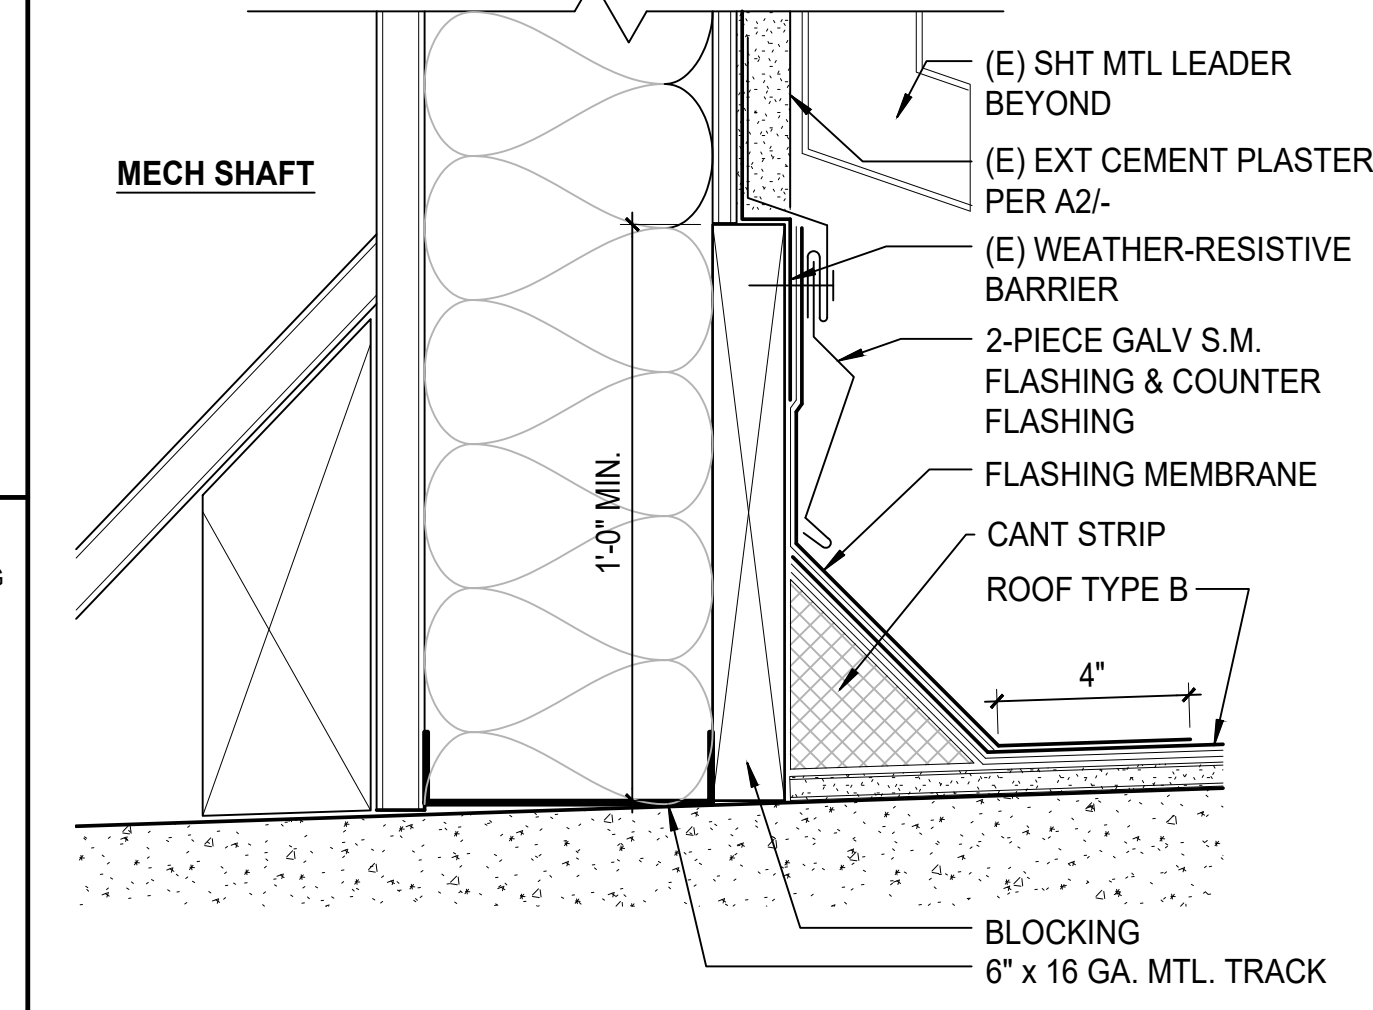 MECH SHAFT
(E) SHT MTL LEADER
BEYOND
(E) EXT CEMENT PLASTER
PER A2/-
(E) WEATHER-RESISTIVE
BARRIER
2-PIECE GALV S.M.
FLASHING & COUNTER
FLASHING
FLASHING MEMBRANE
CANT STRIP
ROOF TYPE B
4"
1'-0" MIN.
BLOCKING
6" x 16 GA. MTL. TRACK